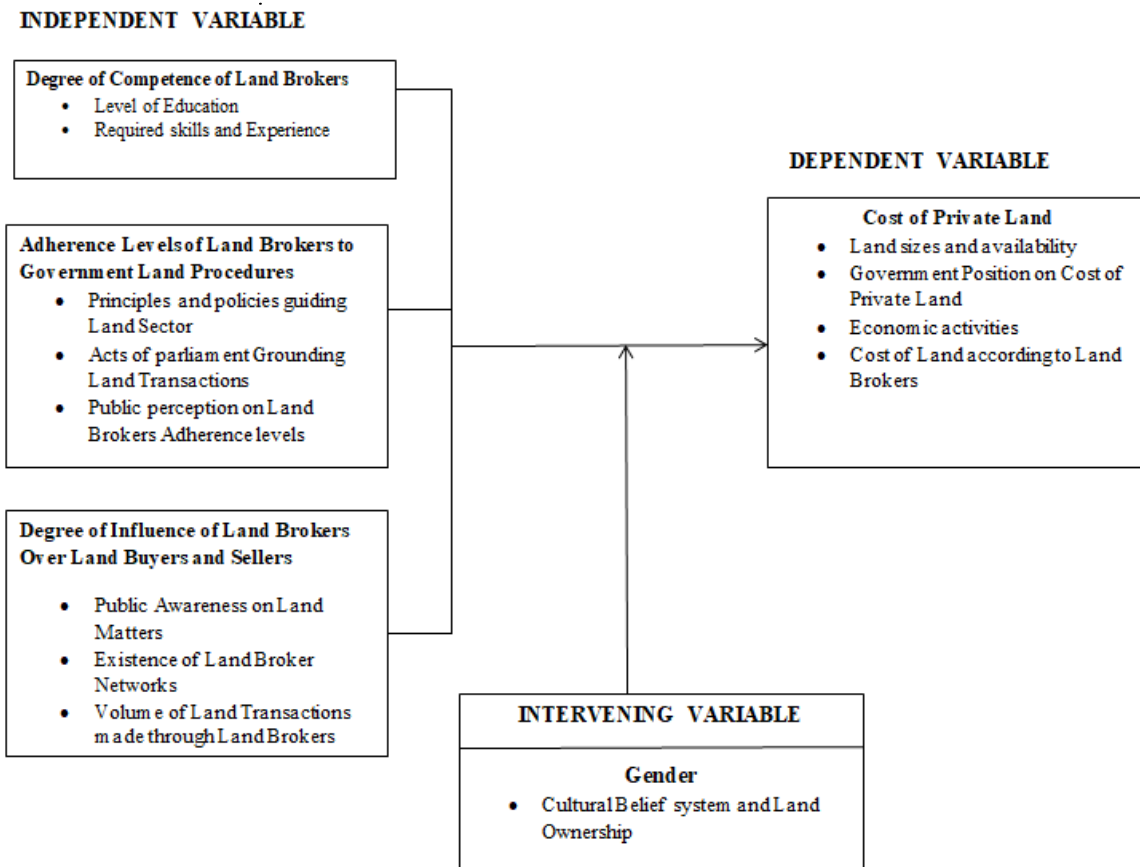 INDEPENDENT VARIABLE
Degree of Competence of Land Brokers
• Level of Education
• Required skills and Experience
Adherence Levels of Land Brokers to
Government Land Procedures
• Principles and policies guiding
Land Sector
• Acts of parliament Grounding
Land Transactions
• Public perception on Land
Brokers Adherence levels
Degree of Influence of Land Brokers
Over Land Buyers and Sellers
• Public Awareness on Land
Matters
• Existence of Land Broker
Networks
• Volume of Land Transactions
made through Land Brokers
DEPENDENT VARIABLE
Cost of Private Land
• Land sizes and availability
• Government Position on Cost of
Private Land
• Economic activities
• Cost of Land according to Land
Brokers
INTERVENING VARIABLE
Gender
• Cultural Belief system and Land
Ownership